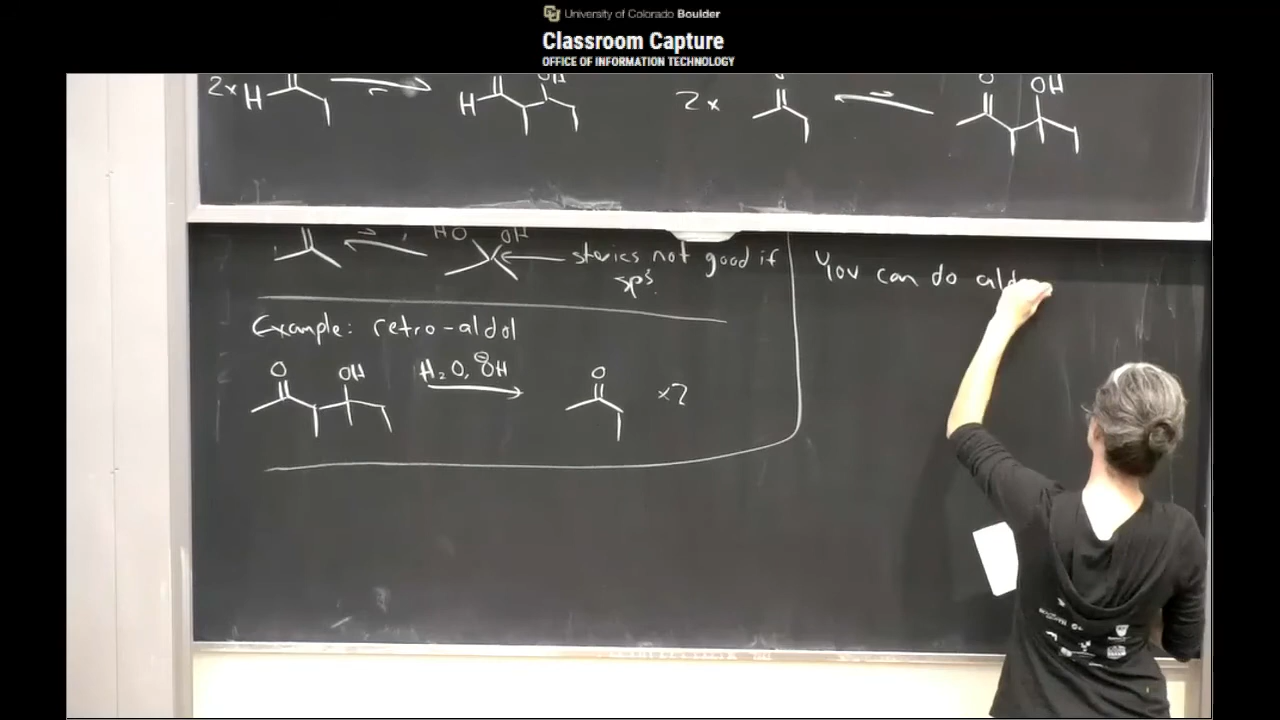 University of Colorado Boulder
Classroom Capture
OFFICE OF INFORMATION TECHNOLOGY
2x H H OH
2x O OH
HO OH sterics not good if
sp³.
You can do
Example: retro-aldol
O OH H₂O, ⊖OH O x2